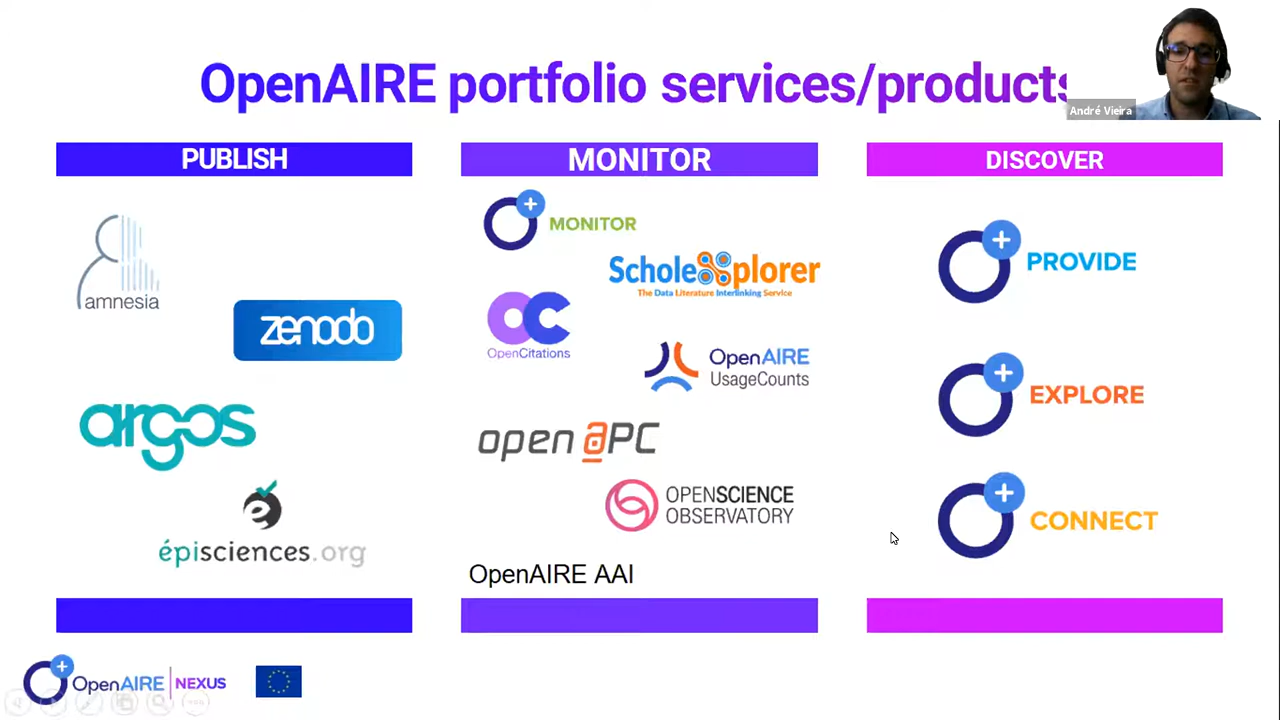 OpenAIRE portfolio services/products
André Vieira
PUBLISH
amnesia
zenodo
argos
épisciences.org
MONITOR
MONITOR
ScholeXplorer
The Data Literature Interlinking Service
OC
OpenCitations
OpenAIRE
UsageCounts
open aPC
OPENSCIENCE
OBSERVATORY
OpenAIRE AAI
DISCOVER
PROVIDE
EXPLORE
CONNECT
OpenAIRE | NEXUS